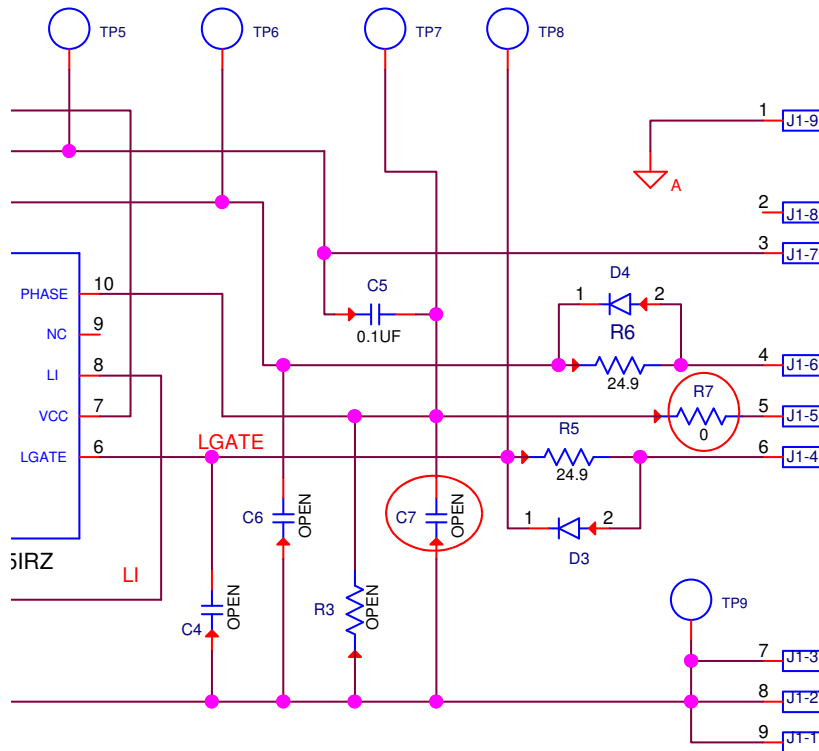 TP5
TP6
TP7
TP8
1
J1-9
A
2
J1-8
3
J1-7
PHASE
10
C5
0.1UF
D4
1
2
NC
9
R6
24.9
4
J1-6
LI
8
R7
0
5
J1-5
VCC
7
LGATE
R5
24.9
6
J1-4
LGATE
6
C6
OPEN
C7
OPEN
1
2
D3
5IRZ
LI
C4
OPEN
R3
OPEN
TP9
7
J1-3
8
J1-2
9
J1-1